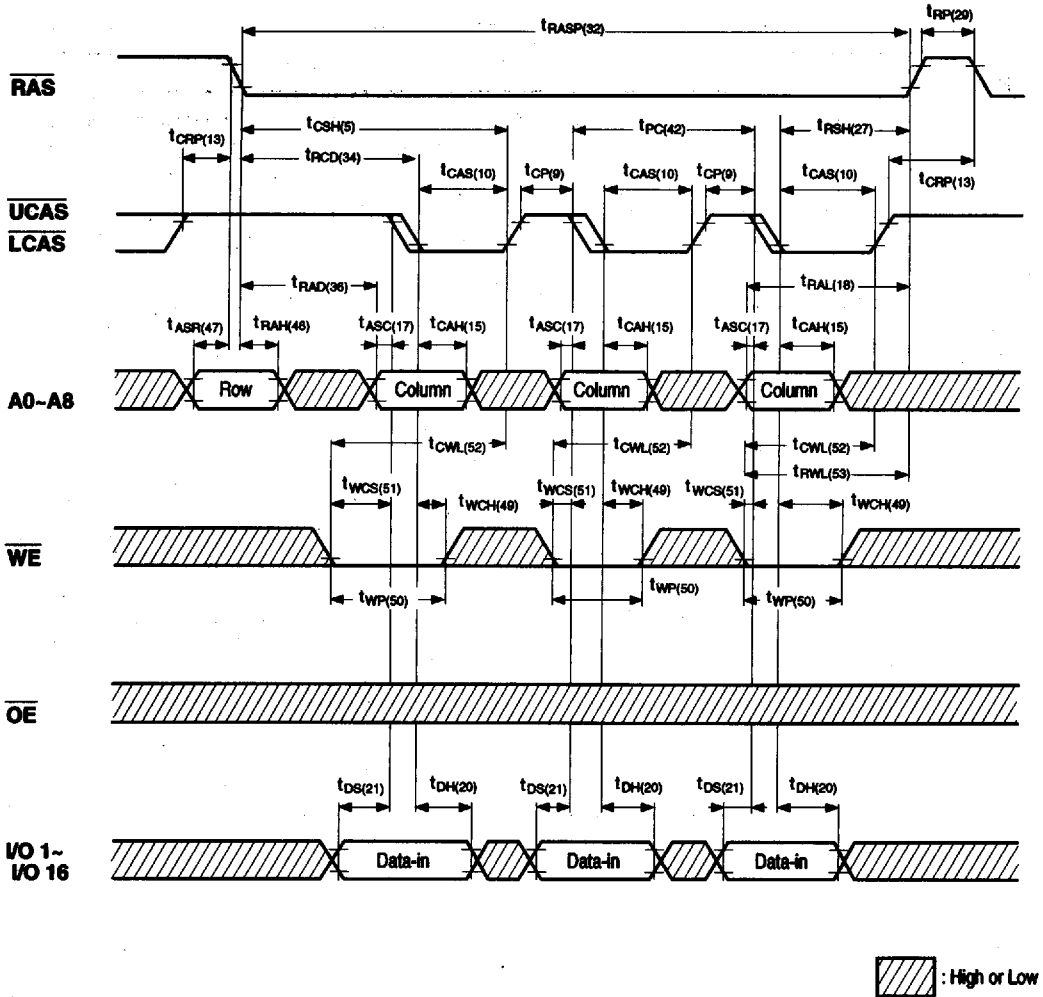 tRP(29)
tRASP(32)
RAS
tCSH(5) tPC(42) tRSH(27)
tCRP(13) tRCD(34)
tCAS(10) tCP(9) tCAS(10) tCP(9) tCAS(10) tCRP(13)
UCAS
LCAS
tRAD(36) tRAL(18)
tASR(47) tRAH(46) tASC(17) tCAH(15) tASC(17) tCAH(15) tASC(17) tCAH(15)
A0~A8 Row Column Column Column
tCWL(52) tCWL(52) tCWL(52)
tRWL(53)
tWCS(51) tWCH(49) tWCS(51) tWCH(49) tWCS(51) tWCH(49)
WE
tWP(50) tWP(50) tWP(50)
OE
tDS(21) tDH(20) tDS(21) tDH(20) tDS(21) tDH(20)
I/O 1~
I/O 16
Data-in Data-in Data-in
: High or Low